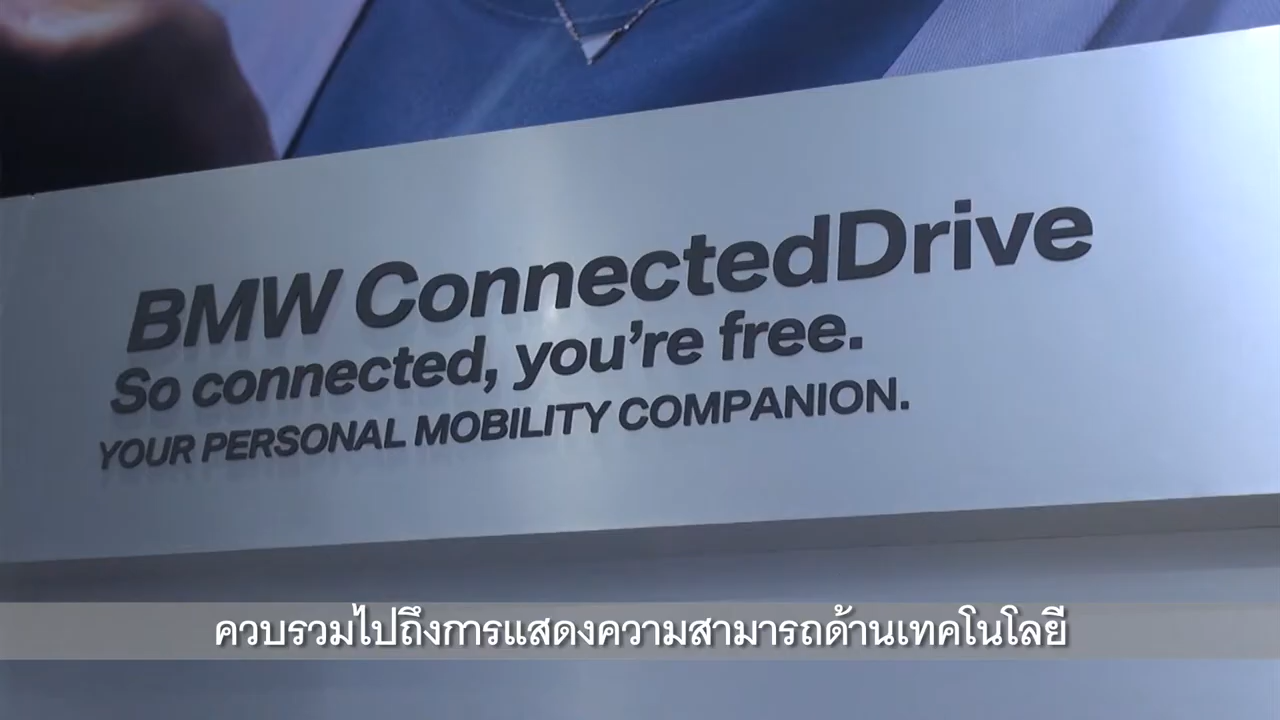 BMW ConnectedDrive
So connected, you're free.
YOUR PERSONAL MOBILITY COMPANION.
ควบรวมไปถึงการแสดงความสามารถด้านเทคโนโลยี